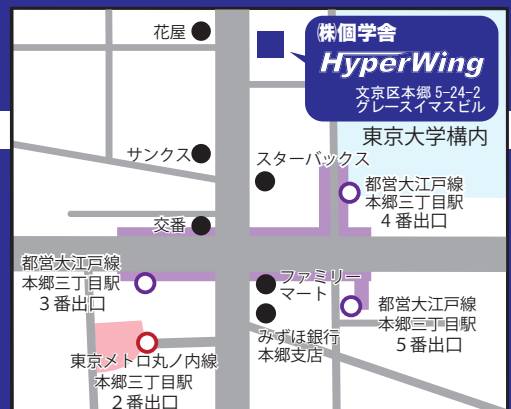 花屋
㈱個学舎
HyperWing
文京区本郷 5-24-2
グレースイマスビル
東京大学構内
サンクス
スターバックス
都営大江戸線
本郷三丁目駅
4 番出口
交番
都営大江戸線
本郷三丁目駅
3 番出口
ファミリー
マート
みずほ銀行
本郷支店
都営大江戸線
本郷三丁目駅
5 番出口
東京メトロ丸ノ内線
本郷三丁目駅
2 番出口